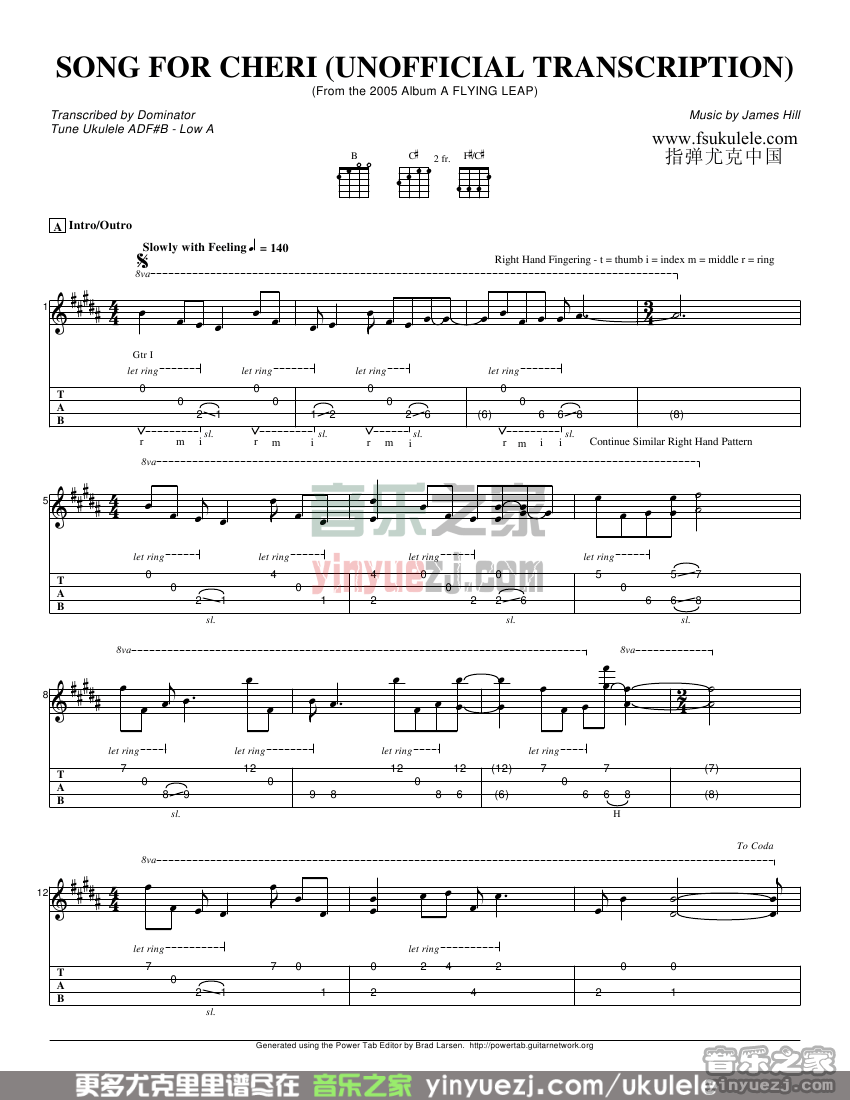 SONG FOR CHERI (UNOFFICIAL TRANSCRIPTION)
(From the 2005 Album A FLYING LEAP)
Transcribed by Dominator
Music by James Hill
Tune Ukulele ADF#B - Low A
www.fsukulele.com
指弹尤克中国
B C# 2 fr. F#/C#
A Intro/Outro
Slowly with Feeling ♩ = 140
Right Hand Fingering - t = thumb i = index m = middle r = ring
8va
1 4 4 3 4
Gtr I
let ring let ring let ring let ring
T A B
0 0 2 1 0 0 1 2 0 0 2 6 (6) 0 0 6 6 8 (8)
sl. sl. sl. sl.
r m i r m i r m i r m i i Continue Similar Right Hand Pattern
8va
5 4 4
音乐之家
let ring let ring let ring let ring
yinyuezj.com
T A B
0 0 2 1 4 0 1 4 2 0 0 2 0 2 6 5 0 6 5 6 7 8
sl. sl. sl.
8va 8va
8 2 4
let ring let ring let ring let ring
T A B
7 0 8 9 12 0 9 8 12 0 8 12 6 (12) (6) 7 0 6 7 6 8 (7) (8)
sl. H
To Coda
8va
12 4 4
let ring let ring
T A B
7 0 2 1 7 0 1 0 2 2 4 4 2 2 0 0 1
sl.
Generated using the Power Tab Editor by Brad Larsen. http://powertab.guitarnetwork.org
音乐之家
yinyuezj.com
更多尤克里里谱尽在 音乐之家 yinyuezj.com/ukulele